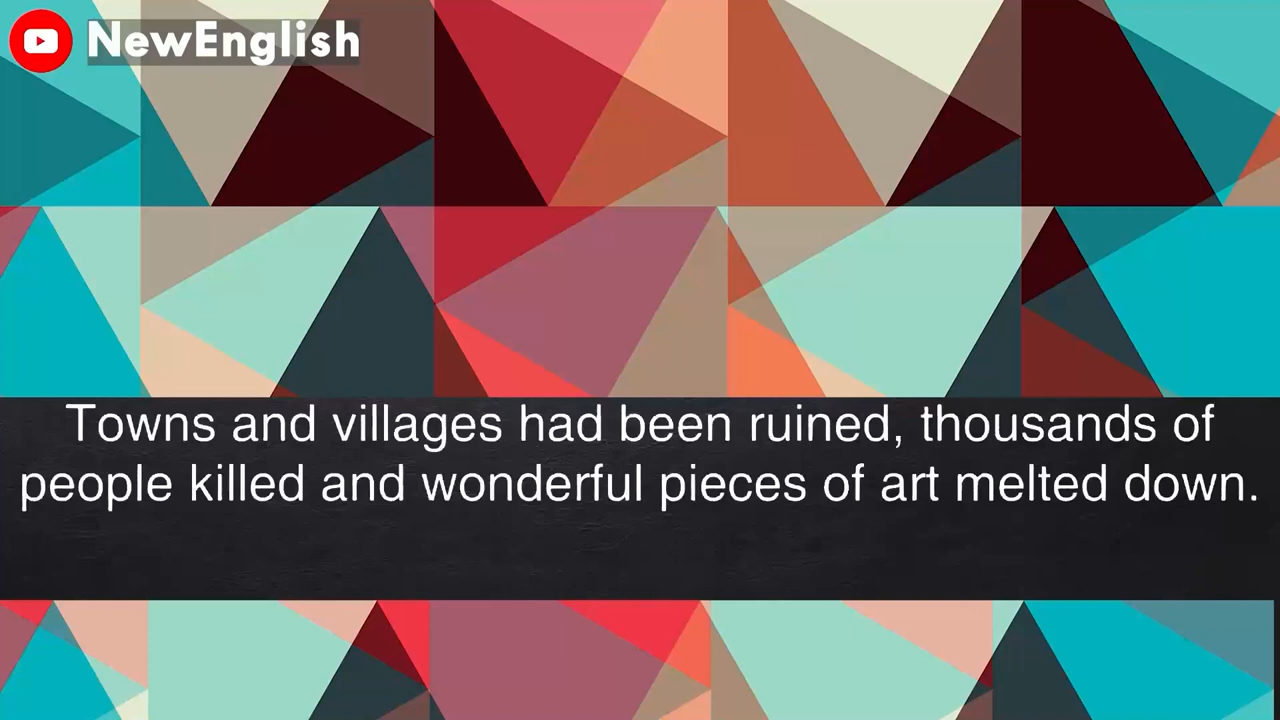 NewEnglish
Towns and villages had been ruined, thousands of
people killed and wonderful pieces of art melted down.